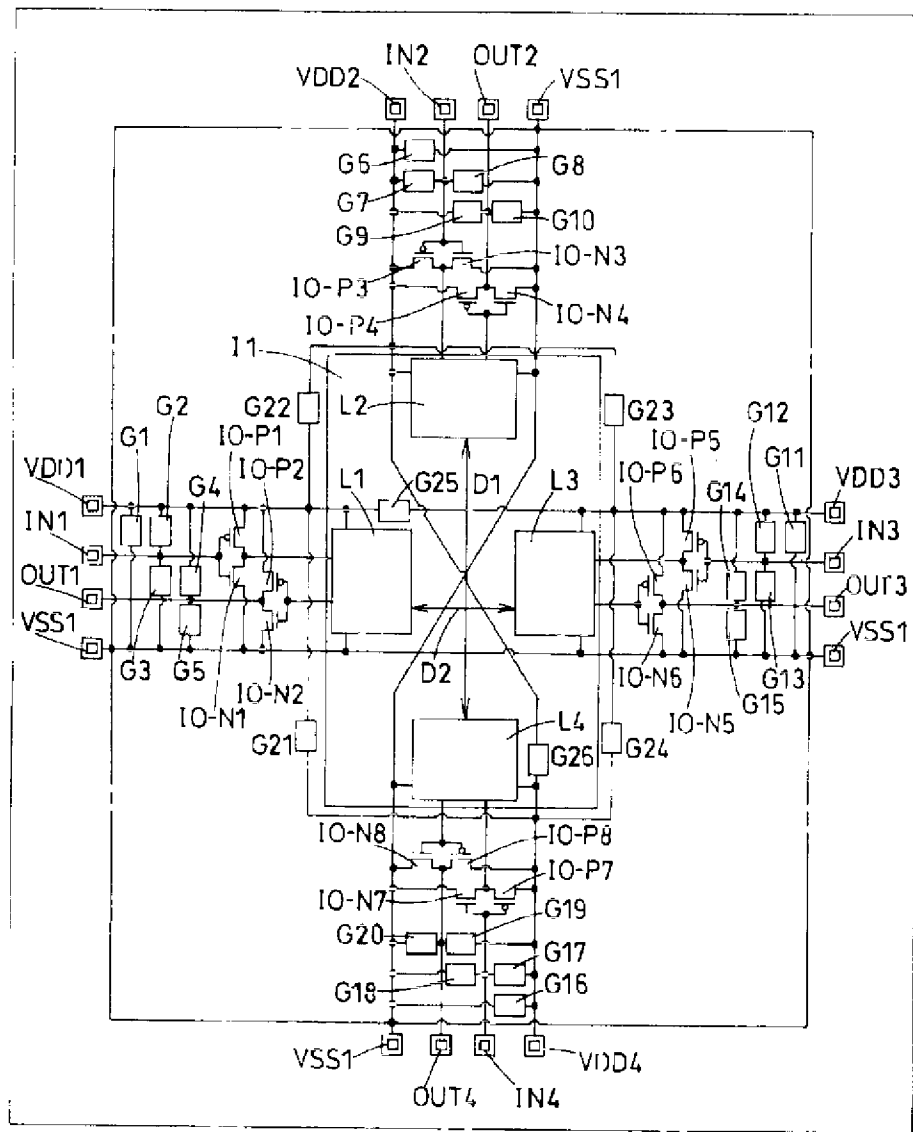 IN2 OUT2
VDD2 VSS1
G6 G8
G7
G9 G10
IO-N3
IO-P3
IO-P4 IO-N4
I1
L2
G22 G23
G2 G12
IO-P1 IO-P5
G1 IO-P2 IO-P6 G11
G4 L1 G25 D1 L3 G14
VDD1 VDD3
IN1 IN3
OUT1 OUT3
VSS1 VSS1
G3 G5 IO-N2 D2 IO-N6 G13
IO-N1 G15
IO-N5
L4
G21 G26 G24
IO-N8 IO-P8
IO-P7
IO-N7
G19
G20
G17
G18 G16
VSS1 VDD4
OUT4 IN4